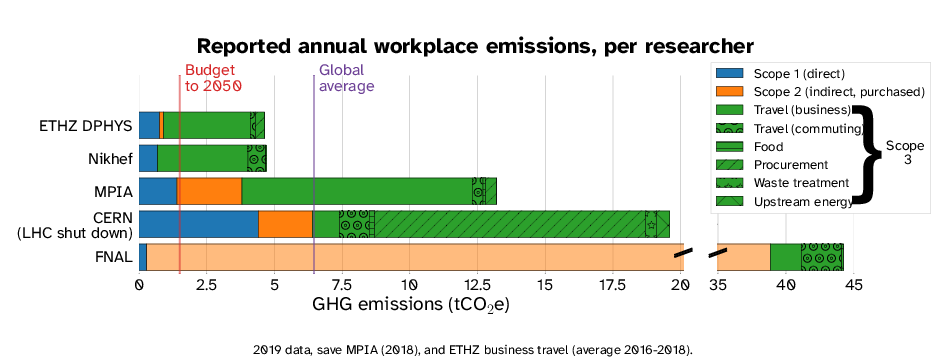 Reported annual workplace emissions, per researcher
Budget
to 2050
Global
average
Scope 1 (direct)
Scope 2 (indirect, purchased)
Travel (business)
Travel (commuting)
Food
Procurement
Waste treatment
Upstream energy
Scope
3
ETHZ DPHYS
Nikhef
MPIA
CERN
(LHC shut down)
FNAL
0 2.5 5 7.5 10 12.5 15 17.5 20 35 40 45
GHG emissions (tCO₂e)
2019 data, save MPIA (2018), and ETHZ business travel (average 2016-2018).